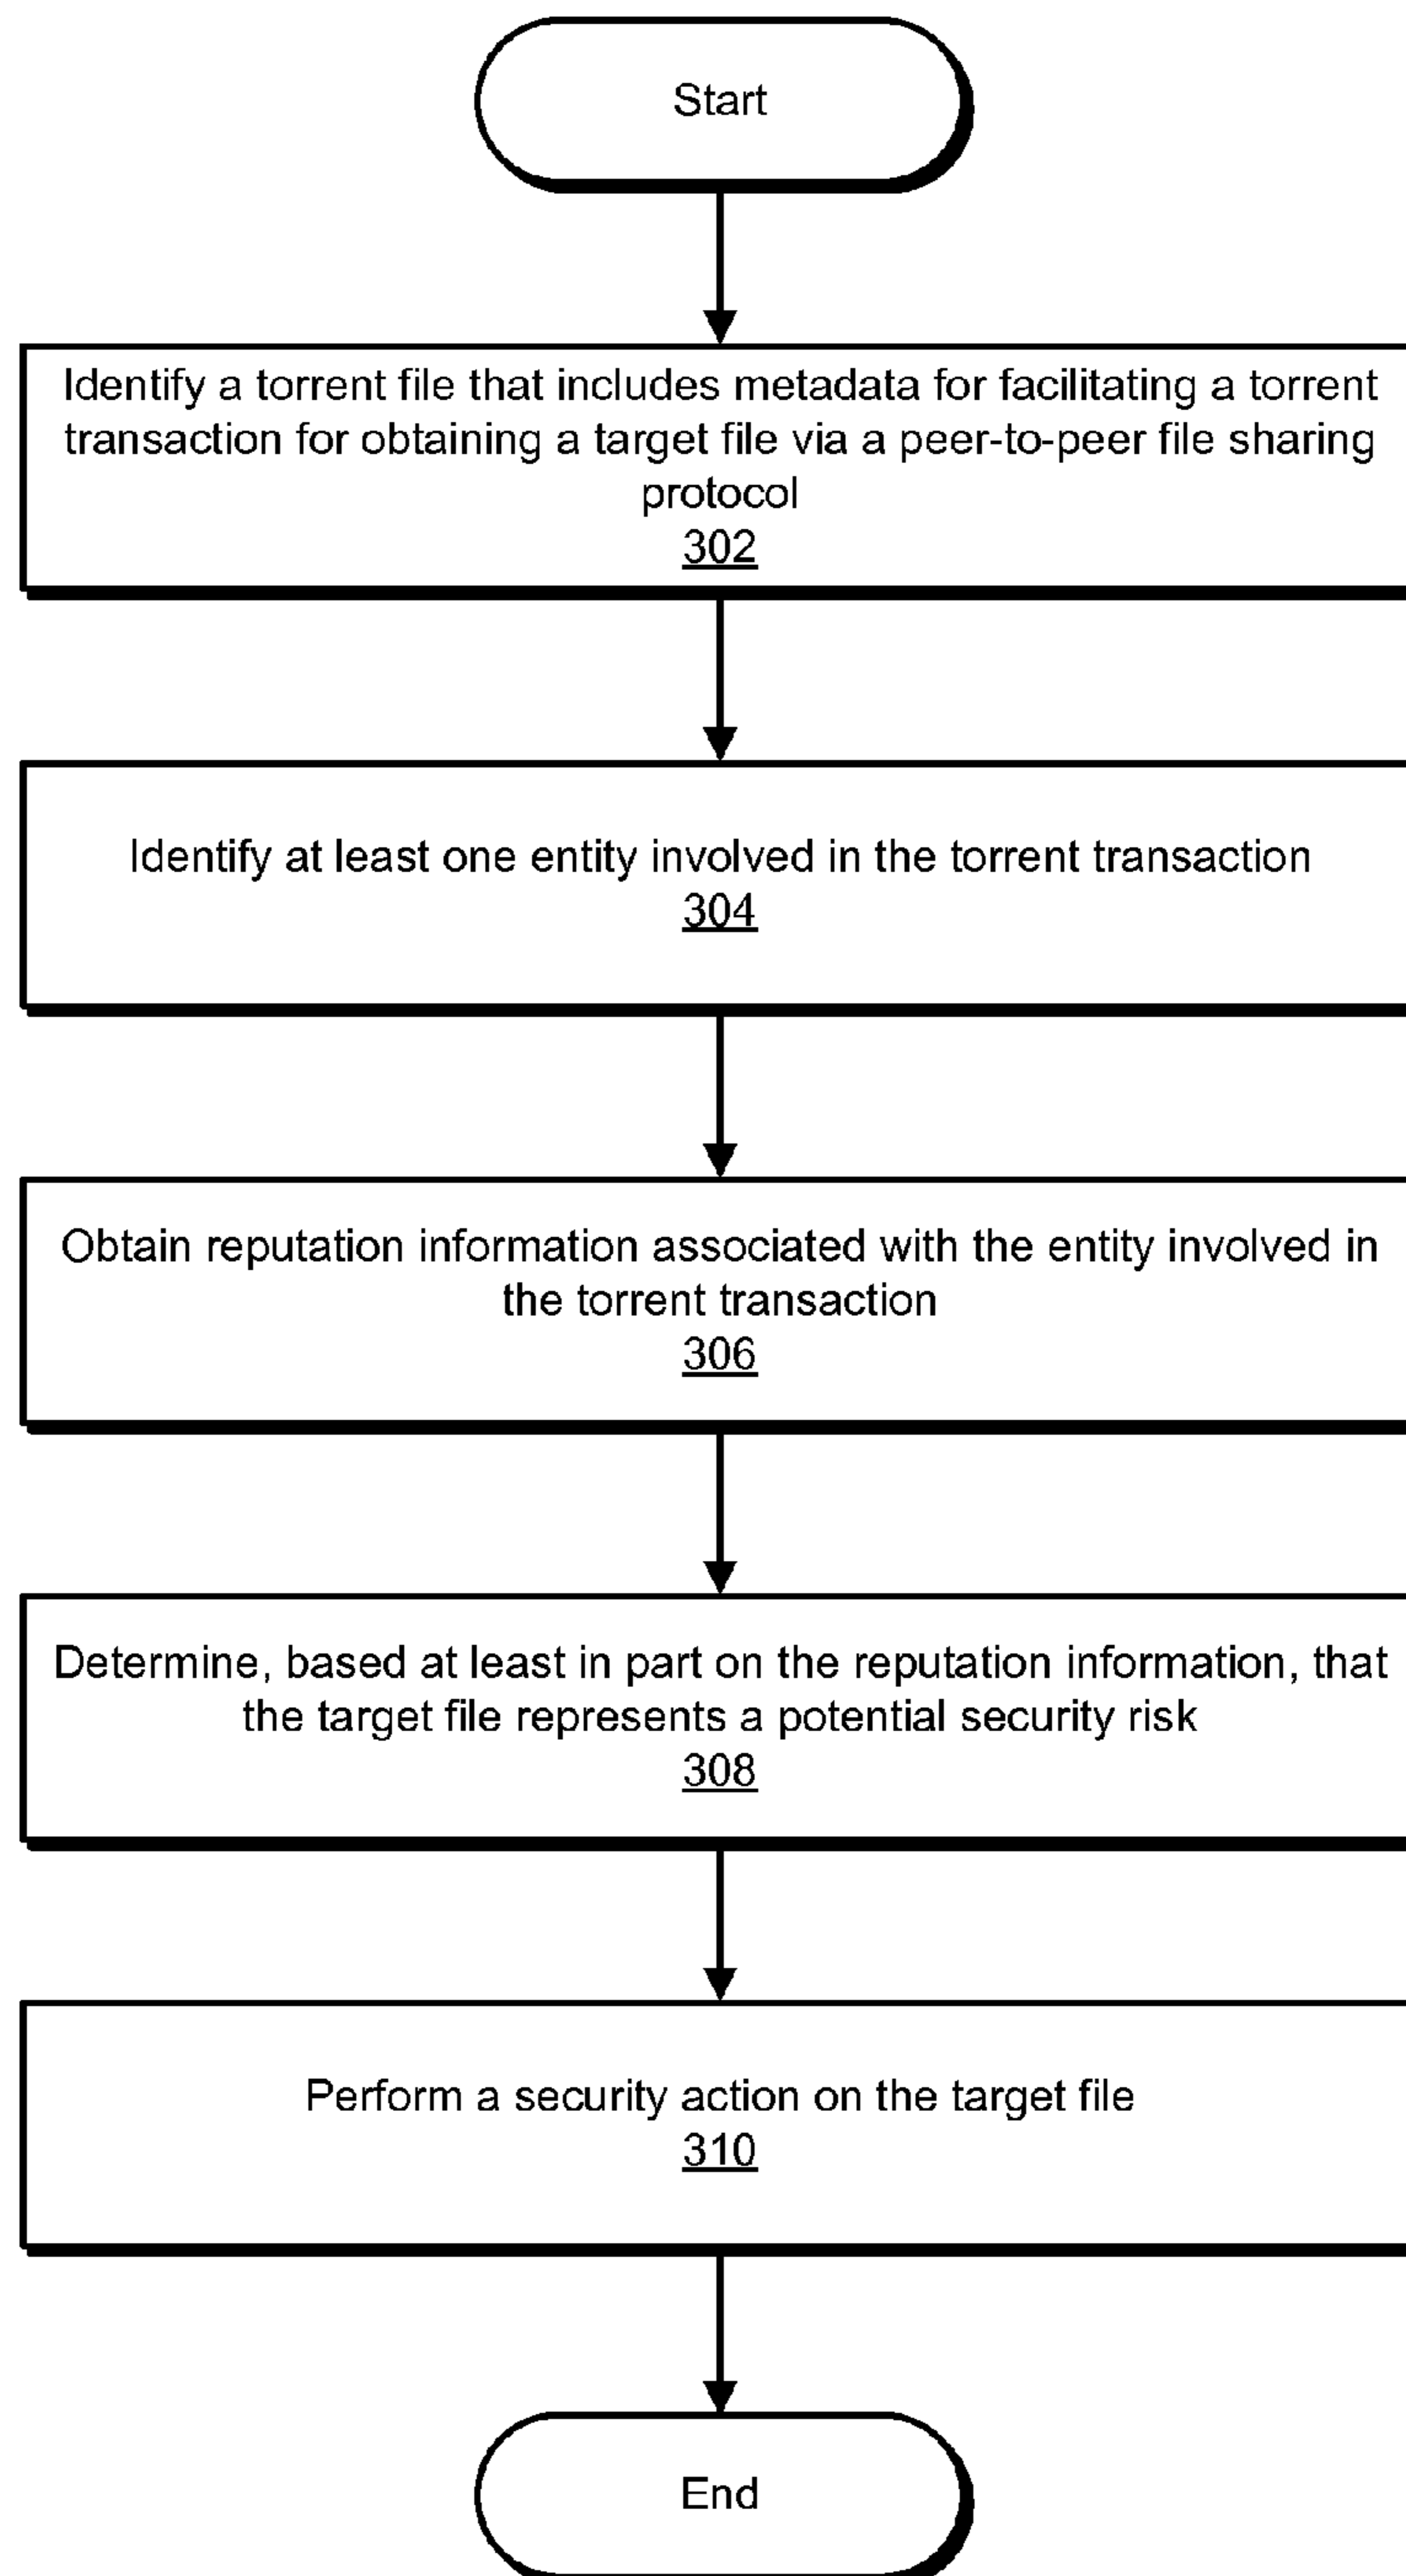 Start
Identify a torrent file that includes metadata for facilitating a torrent
transaction for obtaining a target file via a peer-to-peer file sharing
protocol
302
Identify at least one entity involved in the torrent transaction
304
Obtain reputation information associated with the entity involved in
the torrent transaction
306
Determine, based at least in part on the reputation information, that
the target file represents a potential security risk
308
Perform a security action on the target file
310
End